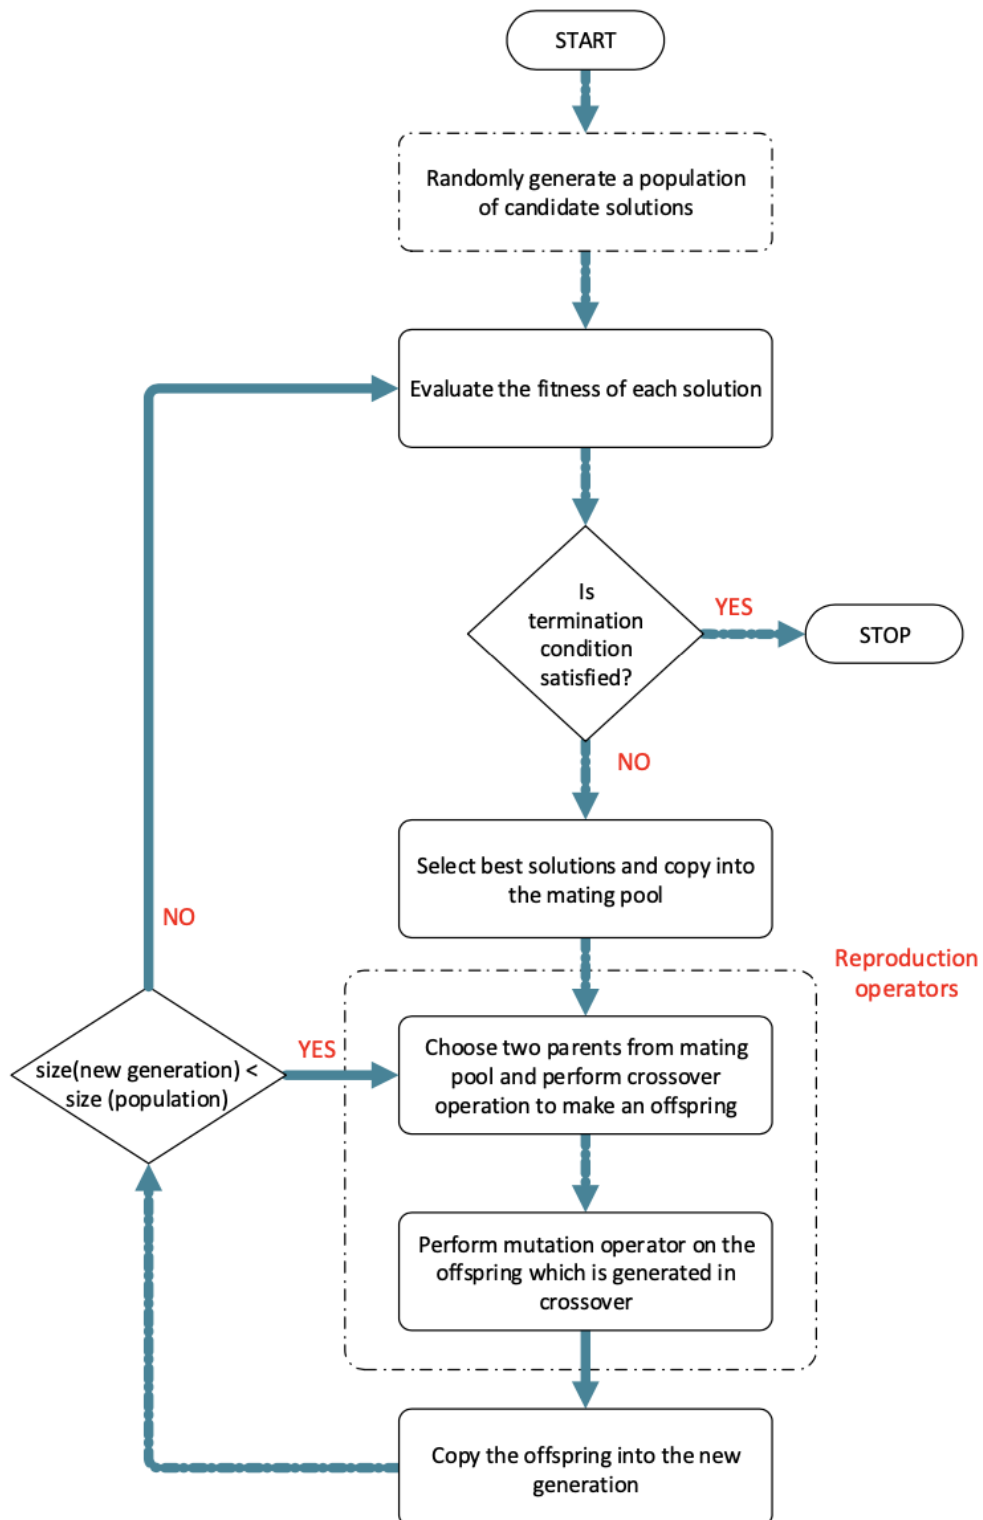 START
Randomly generate a population
of candidate solutions
Evaluate the fitness of each solution
Is
termination
condition
satisfied?
YES
STOP
NO
Select best solutions and copy into
the mating pool
NO
Reproduction
operators
size(new generation) <
size (population)
YES
Choose two parents from mating
pool and perform crossover
operation to make an offspring
Perform mutation operator on the
offspring which is generated in
crossover
Copy the offspring into the new
generation